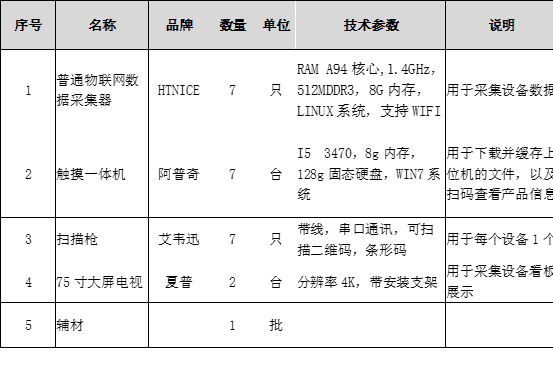 序号 名称 品牌 数量 单位 技术参数 说明
1 普通物联网数据采集器 HTNICE 7 只 RAM A94 核心,1.4GHz，512MDDR3，8G 内存，LINUX 系统，支持 WIFI 用于采集设备数据
2 触摸一体机 阿普奇 7 台 I5 3470，8g 内存，128g 固态硬盘，WIN7 系统 用于下载并缓存上位机的文件，以及扫码查看产品信息
3 扫描枪 艾韦迅 7 只 带线，串口通讯，可扫描二维码，条形码 用于每个设备 1 个
4 75 寸大屏电视 夏普 2 台 分辨率 4K，带安装支架 用于采集设备看板展示
5 辅材 1 批